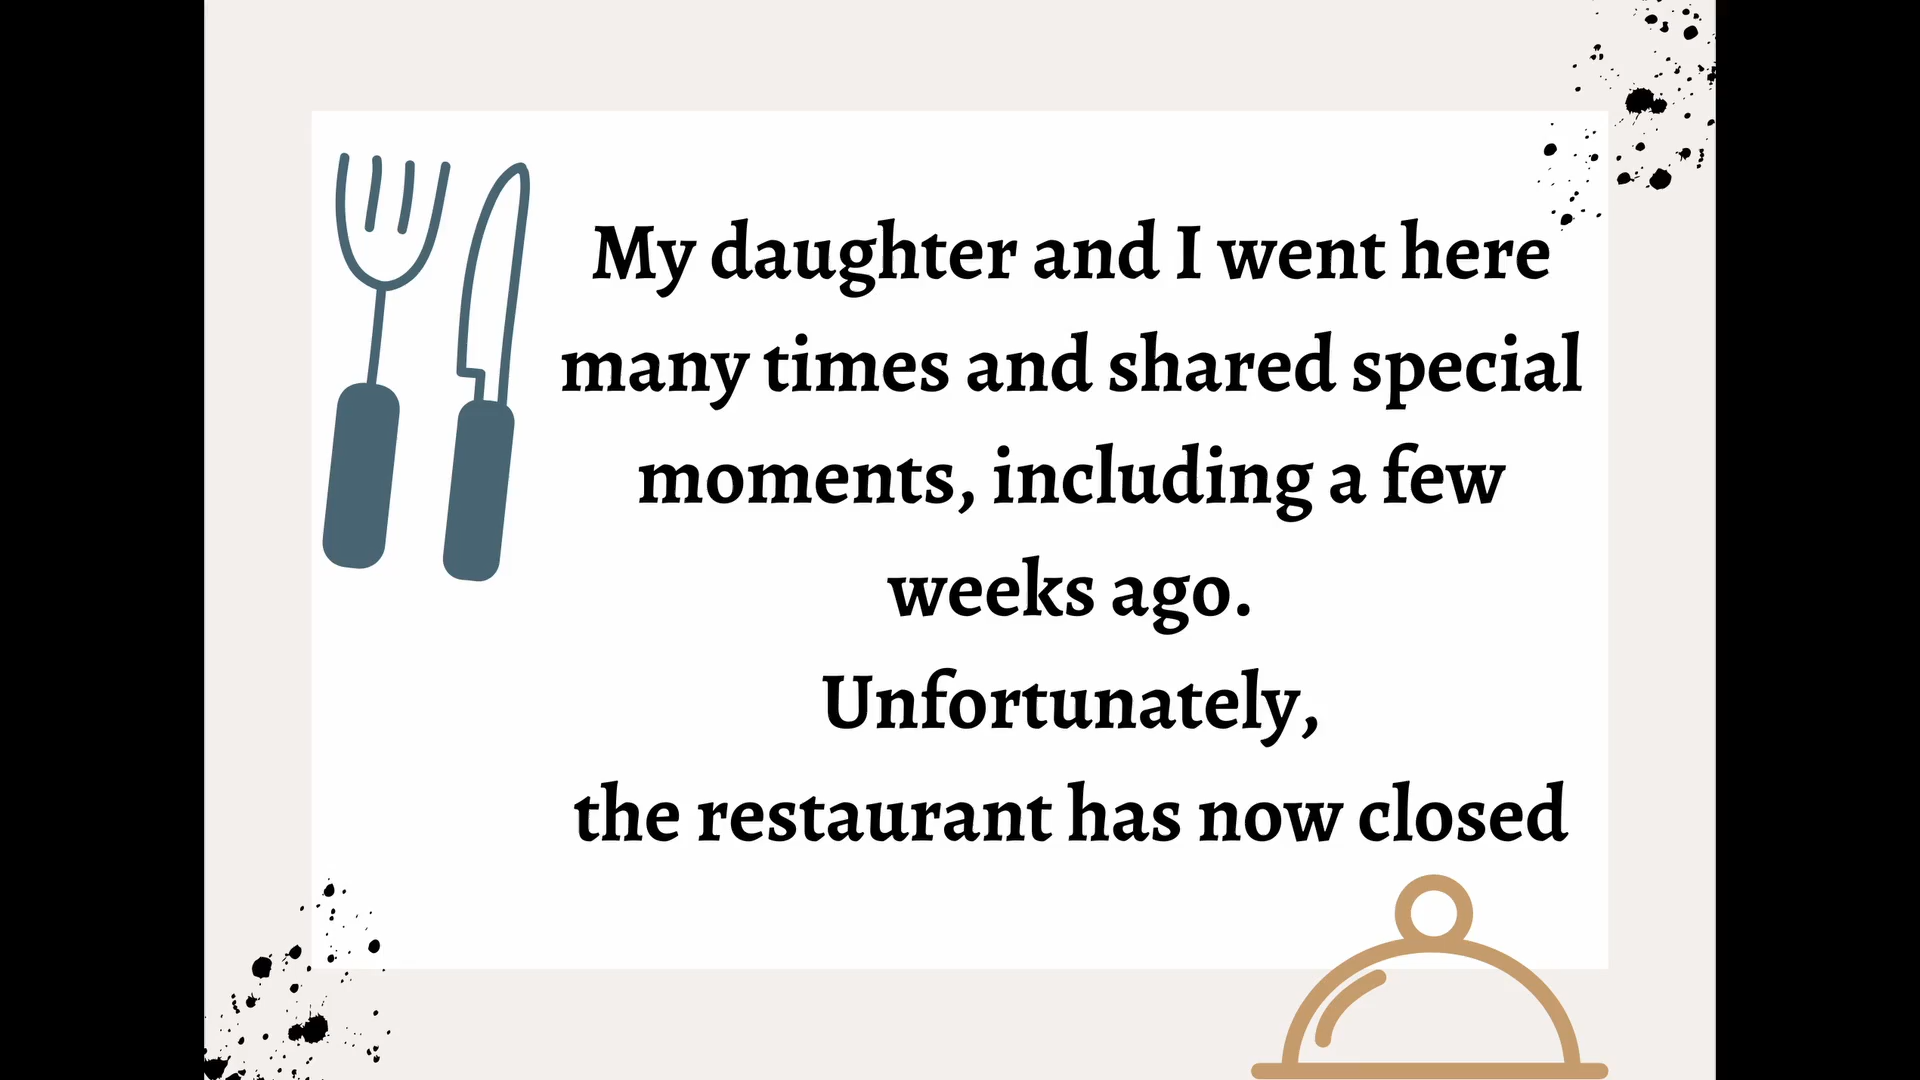 My daughter and I went here
many times and shared special
moments, including a few
weeks ago.
Unfortunately,
the restaurant has now closed